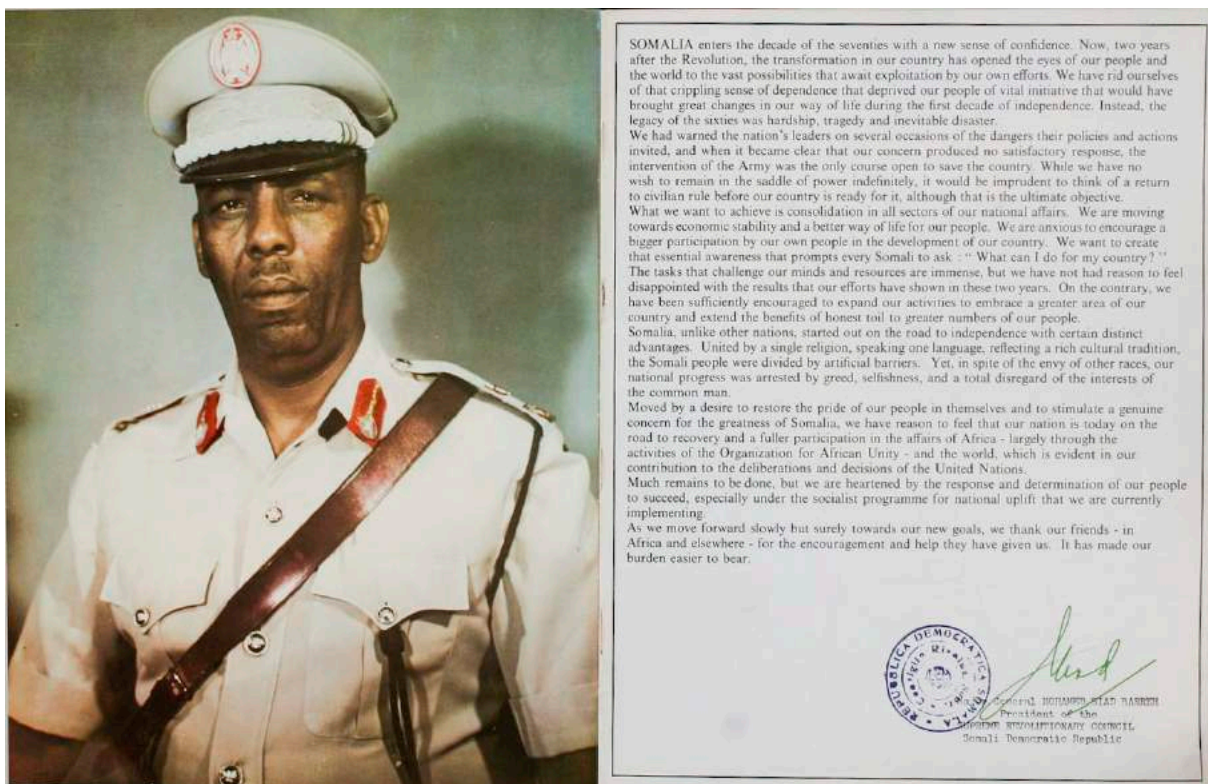 SOMALIA enters the decade of the seventies with a new sense of confidence. Now, two years
after the Revolution, the transformation in our country has opened the eyes of our people and
the world to the vast possibilities that await exploitation by our own efforts. We have rid ourselves
of that crippling sense of dependence that deprived our people of vital initiative that would have
brought great changes in our way of life during the first decade of independence. Instead, the
legacy of the sixties was hardship, tragedy and inevitable disaster.
We had warned the nation's leaders on several occasions of the dangers their policies and actions
invited, and when it became clear that our concern produced no satisfactory response, the
intervention of the Army was the only course open to save the country. While we have no
wish to remain in the saddle of power indefinitely, it would be imprudent to think of a return
to civilian rule before our country is ready for it, although that is the ultimate objective.
What we want to achieve is consolidation in all sectors of our national affairs. We are moving
towards economic stability and a better way of life for our people. We are anxious to encourage a
bigger participation by our own people in the development of our country. We want to create
that essential awareness that prompts every Somali to ask : " What can I do for my country? "
The tasks that challenge our minds and resources are immense, but we have not had reason to feel
disappointed with the results that our efforts have shown in these two years. On the contrary, we
have been sufficiently encouraged to expand our activities to embrace a greater area of our
country and extend the benefits of honest toil to greater numbers of our people.
Somalia, unlike other nations, started out on the road to independence with certain distinct
advantages. United by a single religion, speaking one language, reflecting a rich cultural tradition,
the Somali people were divided by artificial barriers. Yet, in spite of the envy of other races, our
national progress was arrested by greed, selfishness, and a total disregard of the interests of
the common man.
Moved by a desire to restore the pride of our people in themselves and to stimulate a genuine
concern for the greatness of Somalia, we have reason to feel that our nation is today on the
road to recovery and a fuller participation in the affairs of Africa - largely through the
activities of the Organization for African Unity - and the world, which is evident in our
contribution to the deliberations and decisions of the United Nations.
Much remains to be done, but we are heartened by the response and determination of our people
to succeed, especially under the socialist programme for national uplift that we are currently
implementing.
As we move forward slowly but surely towards our new goals, we thank our friends - in
Africa and elsewhere - for the encouragement and help they have given us. It has made our
burden easier to bear.
REPUBBLICA DEMOCRATICA SOMALA
General MOHAMED SIAD BARREH
President of the
SUPREME REVOLUTIONARY COUNCIL
Somali Democratic Republic